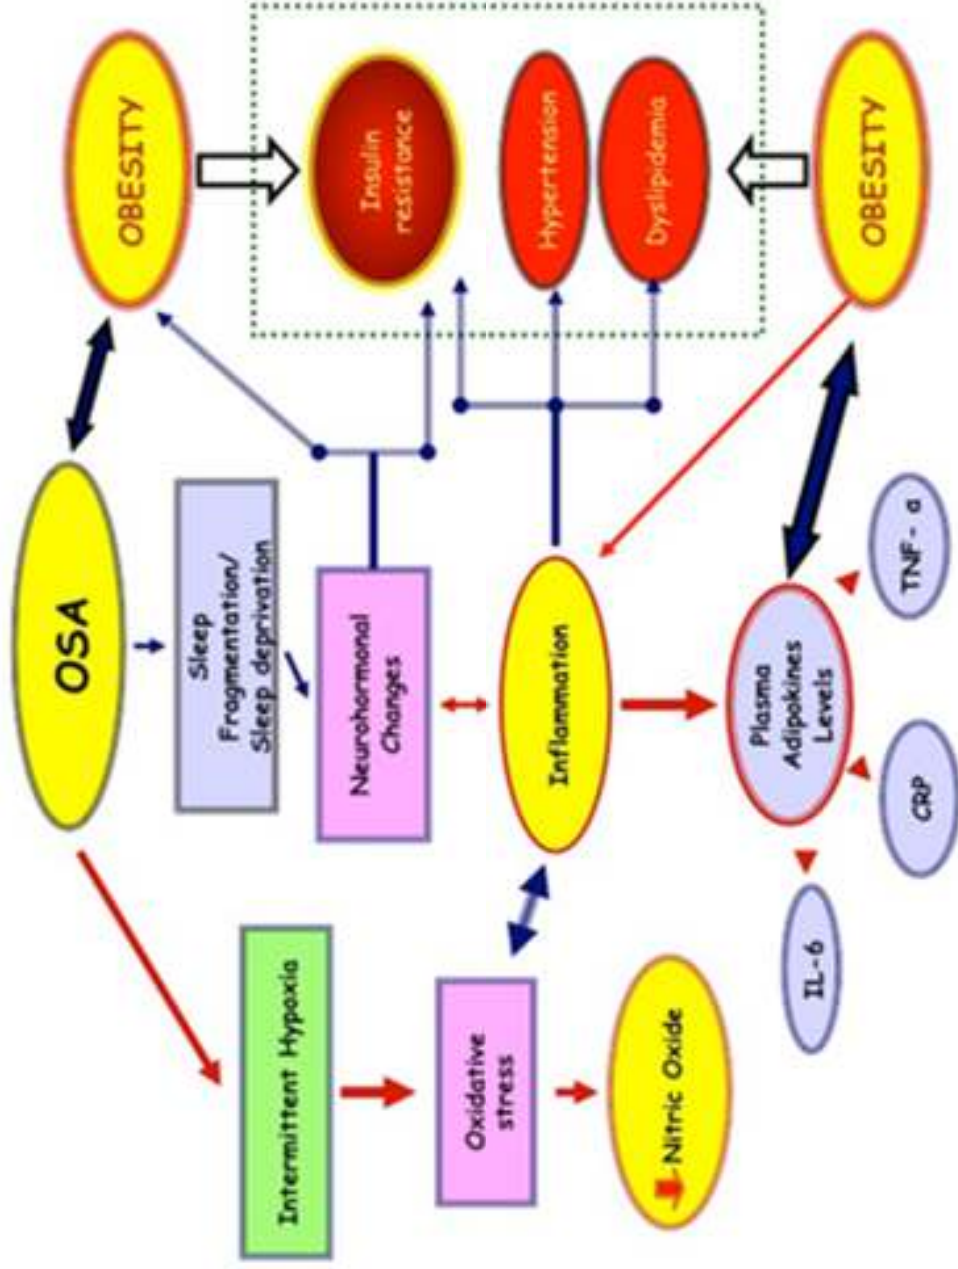 OSA
OBESITY
Sleep
Fragmentation/
Sleep deprivation
Intermittent Hypoxia
Neurohormonal
Changes
Insulin
resistance
Oxidative
stress
Inflammation
Hypertension
Dyslipidemia
Nitric Oxide
Plasma
Adipokines
Levels
OBESITY
IL-6
CRP
TNF- α